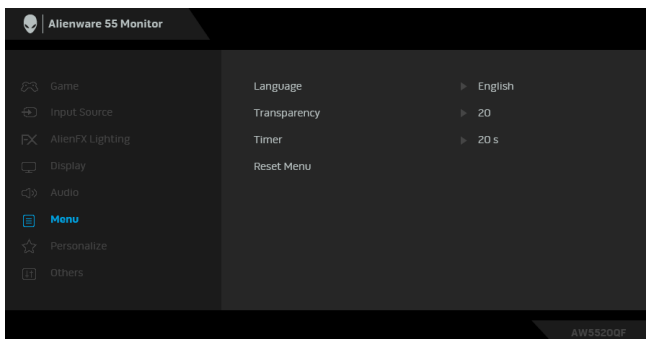 Alienware 55 Monitor
Game
Input Source
AlienFX Lighting
Display
Audio
Menu
Personalize
Others
Language English
Transparency 20
Timer 20 s
Reset Menu
AW5520QF